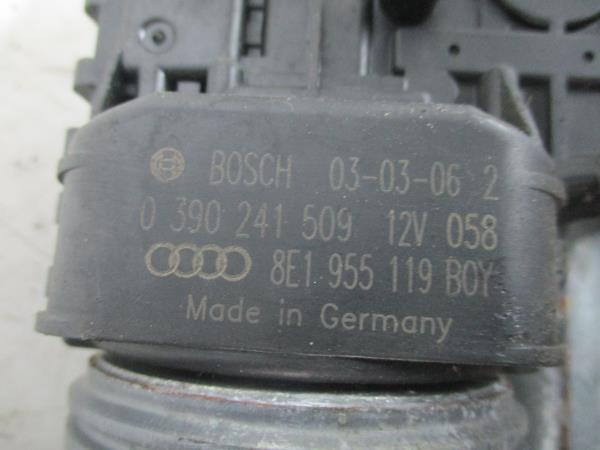 BOSCH 03-03-06 2
0 390 241 509 12V 058
8E1 955 119 BOY
Made in Germany